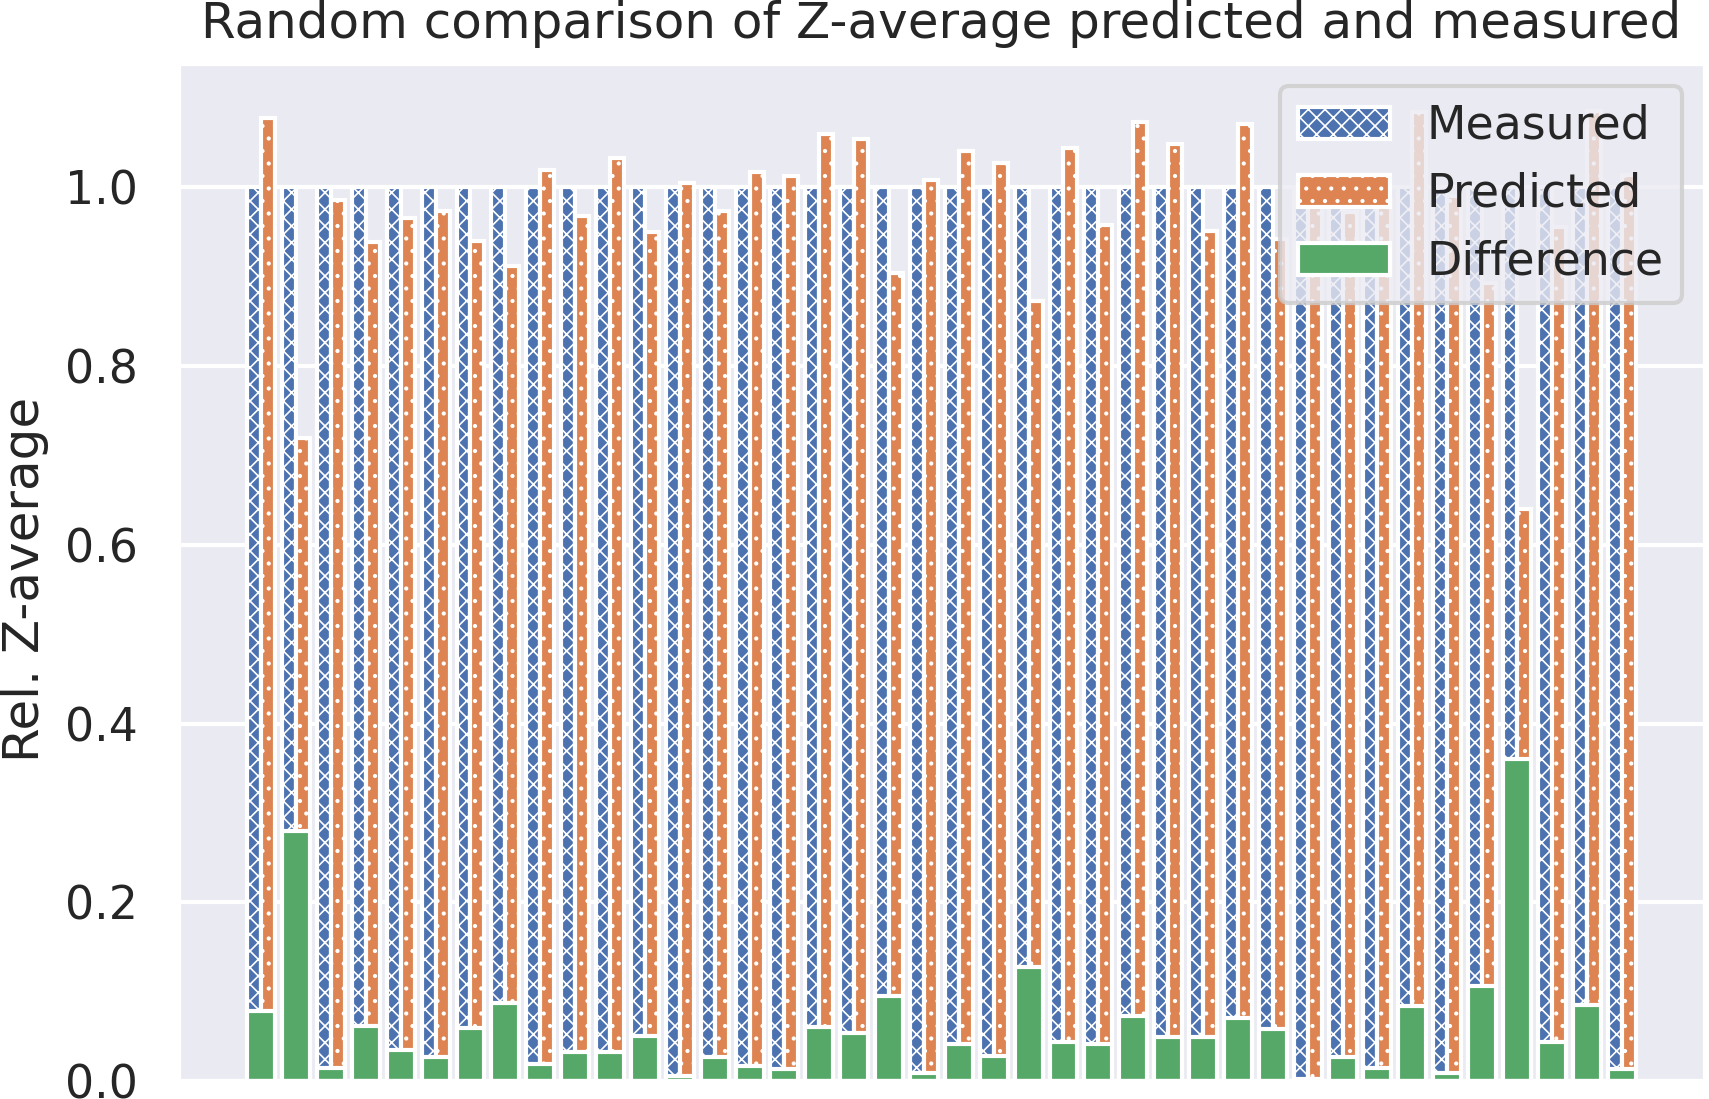 Random comparison of Z-average predicted and measured
Measured
Predicted
Difference
1.0
0.8
0.6
0.4
0.2
0.0
Rel. Z-average